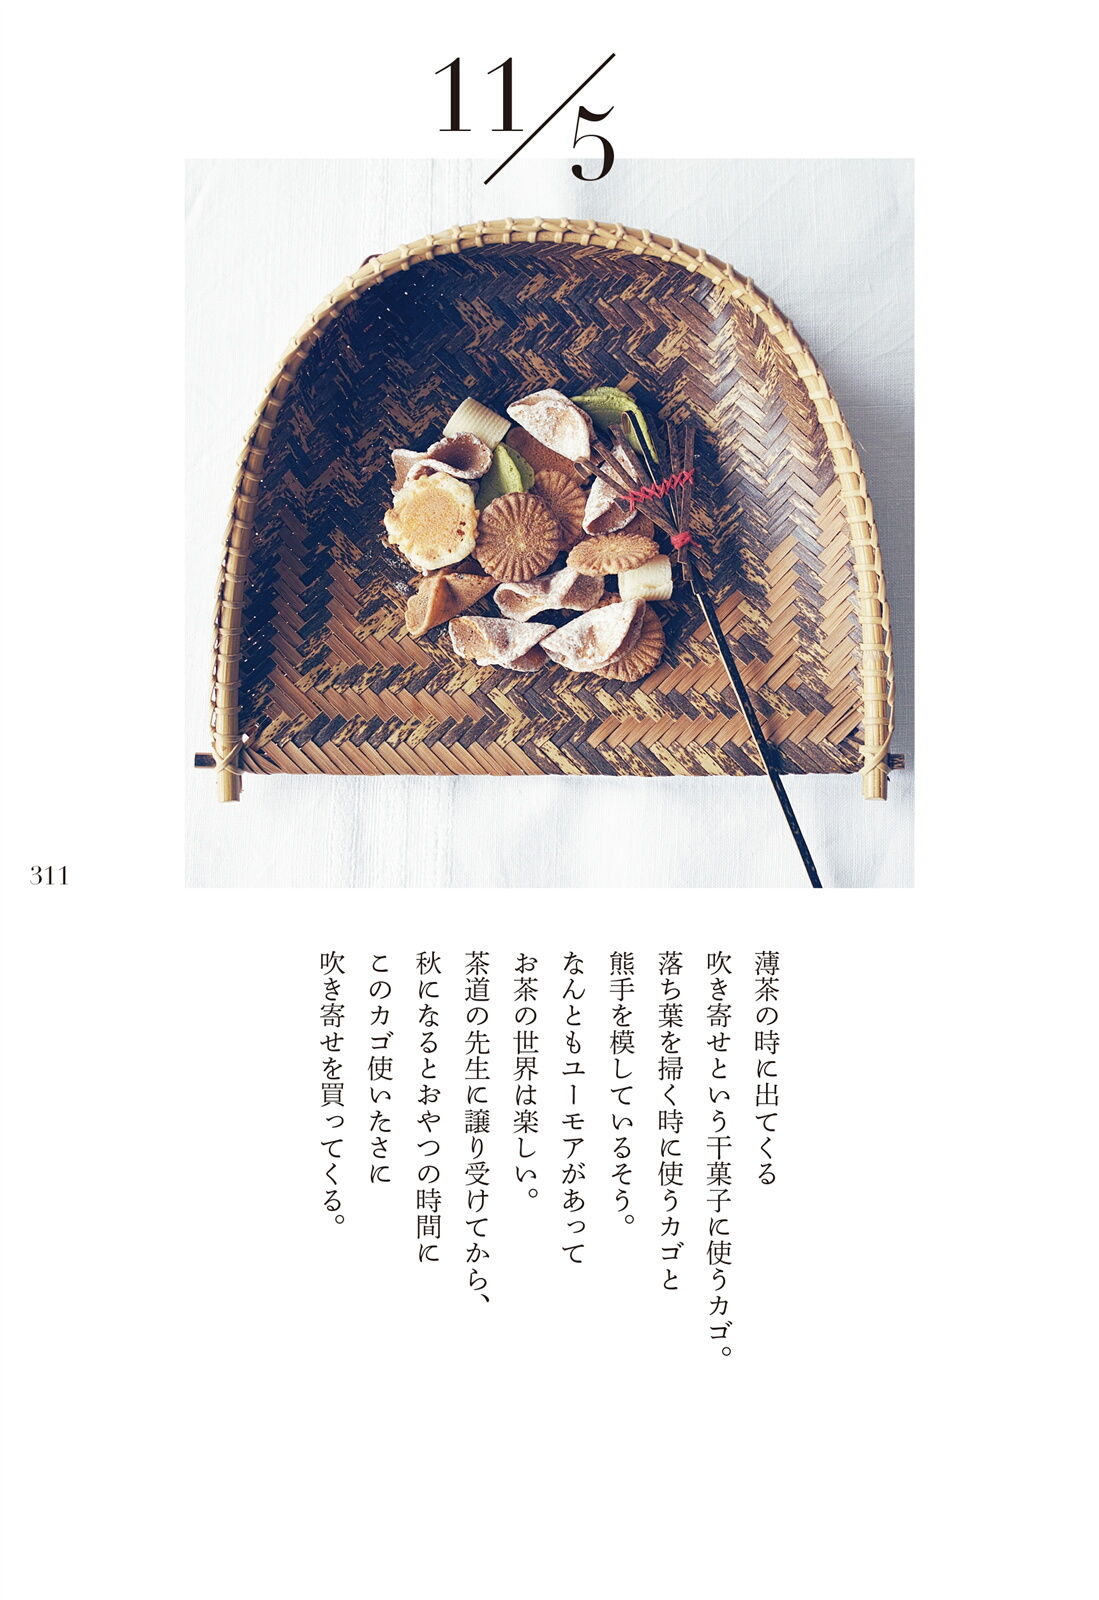 11/5
薄茶の時に出てくる
吹き寄せという干菓子に使うカゴ。
落ち葉を掃く時に使うカゴと
熊手を模しているそう。
なんともユーモアがあって
お茶の世界は楽しい。
茶道の先生に譲り受けてから、
秋になるとおやつの時間に
このカゴ使いたさに
吹き寄せを買ってくる。
311